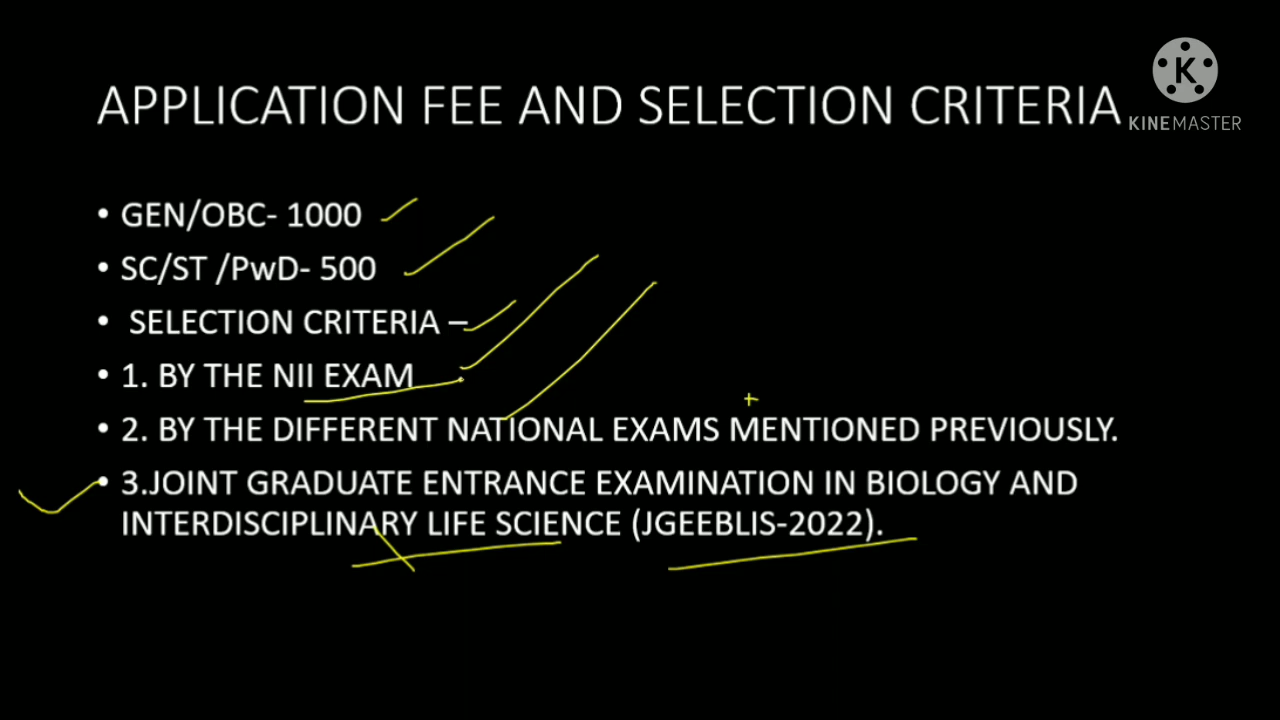 APPLICATION FEE AND SELECTION CRITERIA
K
KINEMASTER
• GEN/OBC- 1000
• SC/ST /PwD- 500
• SELECTION CRITERIA –
• 1. BY THE NII EXAM
• 2. BY THE DIFFERENT NATIONAL EXAMS MENTIONED PREVIOUSLY.
• 3.JOINT GRADUATE ENTRANCE EXAMINATION IN BIOLOGY AND
INTERDISCIPLINARY LIFE SCIENCE (JGEEBLIS-2022).